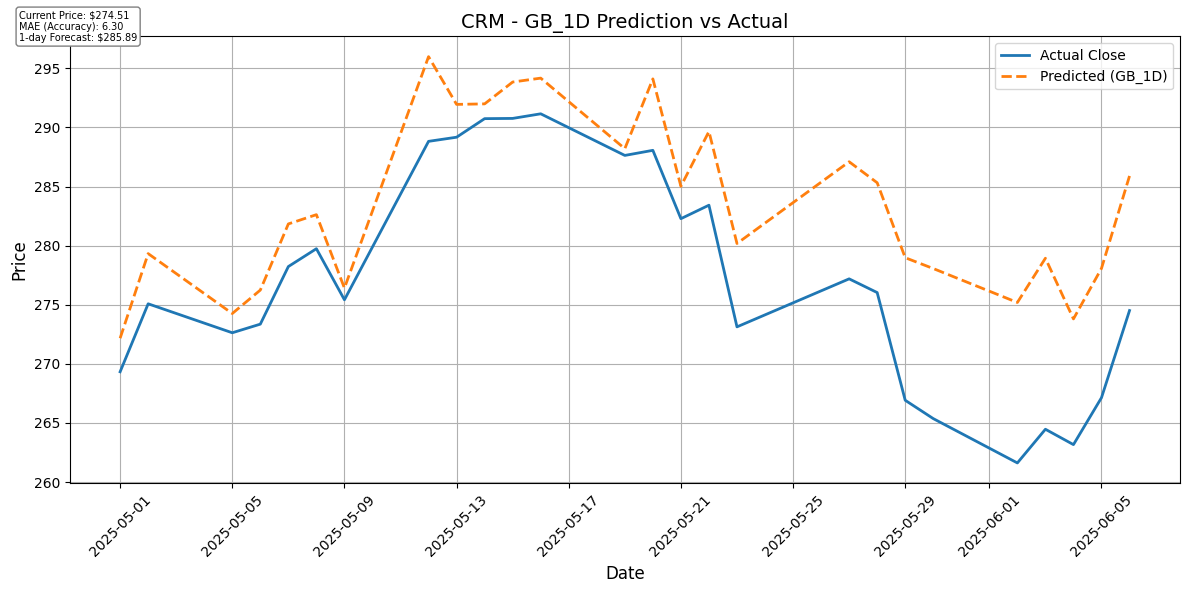 CRM - GB_1D Prediction vs Actual
Current Price: $274.51
MAE (Accuracy): 6.30
1-day Forecast: $285.89
Actual Close
Predicted (GB_1D)
Price
295
290
285
280
275
270
265
260
2025-05-01
2025-05-05
2025-05-09
2025-05-13
2025-05-17
2025-05-21
2025-05-25
2025-05-29
2025-06-01
2025-06-05
Date